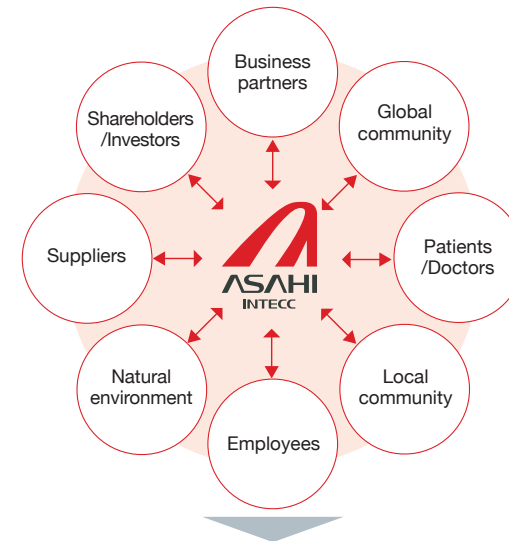 Business
partners
Shareholders
/Investors
Global
community
Suppliers
ASAHI
INTECC
Patients
/Doctors
Natural
environment
Local
community
Employees